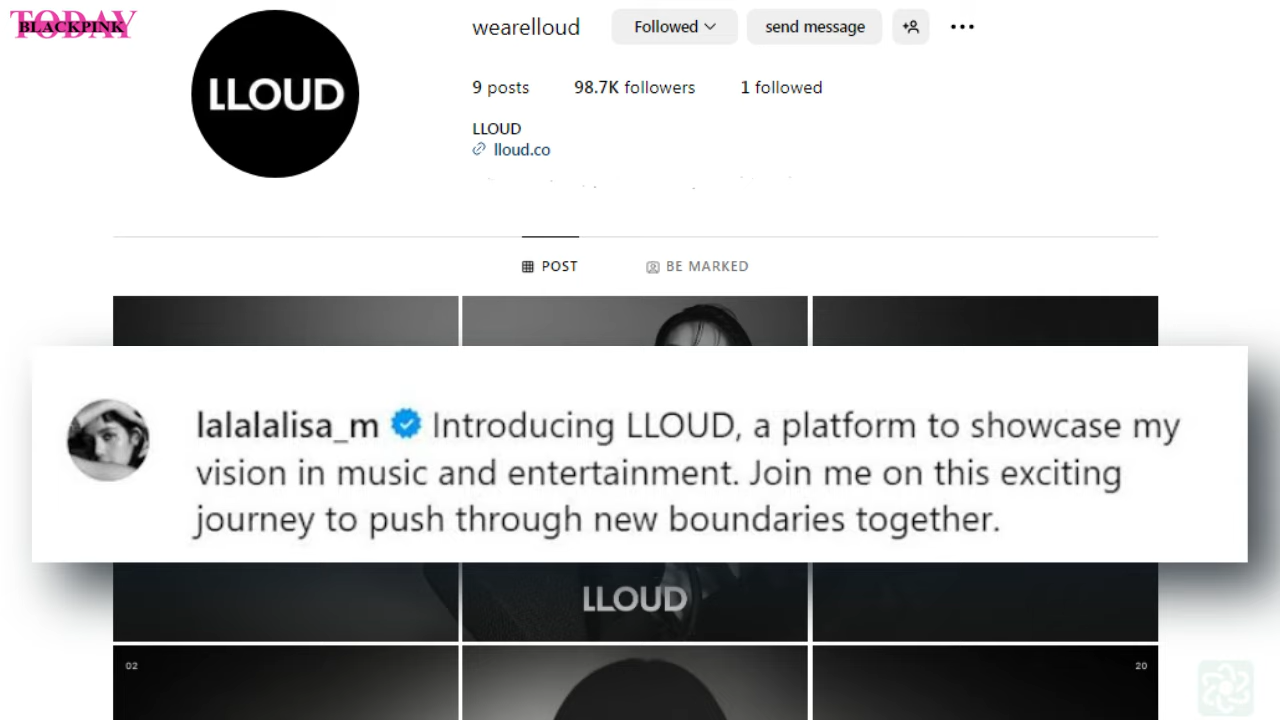 TODAY
BLACKPINK
LLOUD
wearelloud Followed send message
9 posts 98.7K followers 1 followed
LLOUD
lloud.co
POST BE MARKED
lalalalisa_m Introducing LLOUD, a platform to showcase my
vision in music and entertainment. Join me on this exciting
journey to push through new boundaries together.
LLOUD
02
20